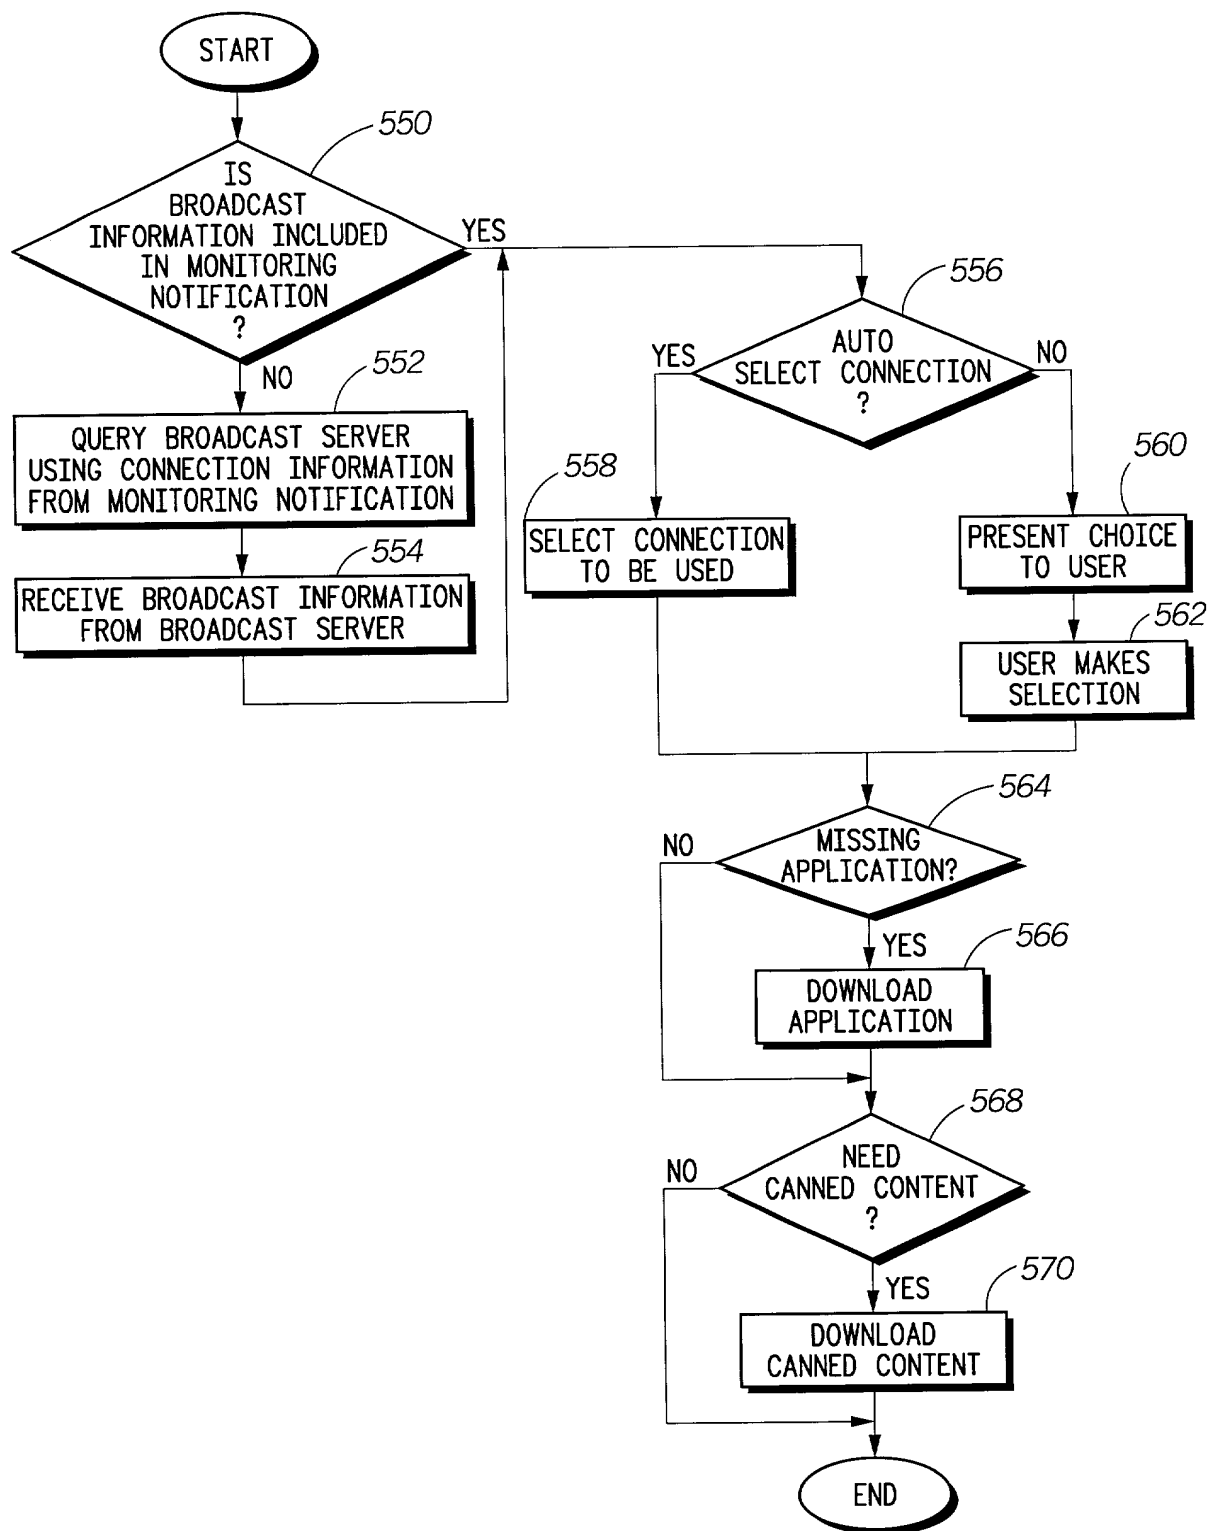 START
550
IS
BROADCAST
INFORMATION INCLUDED
IN MONITORING
NOTIFICATION
?
YES
NO
552
QUERY BROADCAST SERVER
USING CONNECTION INFORMATION
FROM MONITORING NOTIFICATION
554
RECEIVE BROADCAST INFORMATION
FROM BROADCAST SERVER
556
AUTO
SELECT CONNECTION
?
YES
NO
558
SELECT CONNECTION
TO BE USED
560
PRESENT CHOICE
TO USER
562
USER MAKES
SELECTION
564
MISSING
APPLICATION?
NO
YES
566
DOWNLOAD
APPLICATION
568
NEED
CANNED CONTENT
?
NO
YES
570
DOWNLOAD
CANNED CONTENT
END